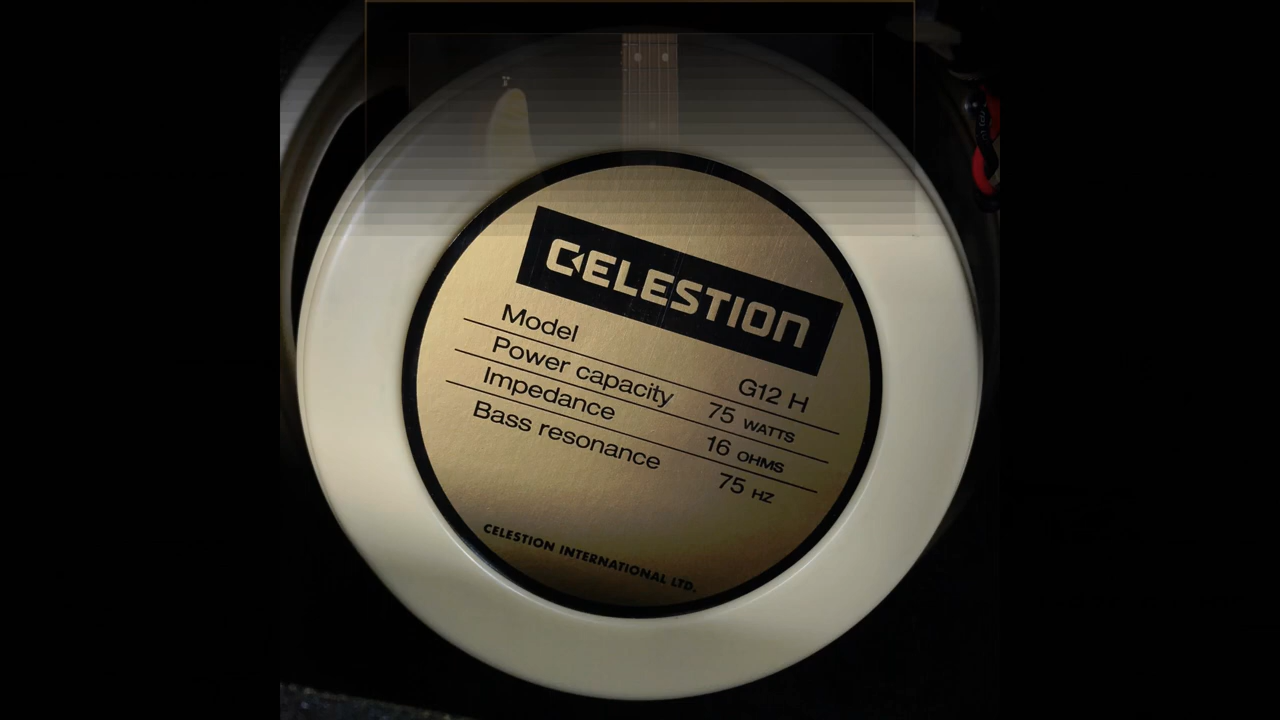 CELESTION
Model G12 H
Power capacity 75 WATTS
Impedance 16 OHMS
Bass resonance 75 HZ
CELESTION INTERNATIONAL LTD.